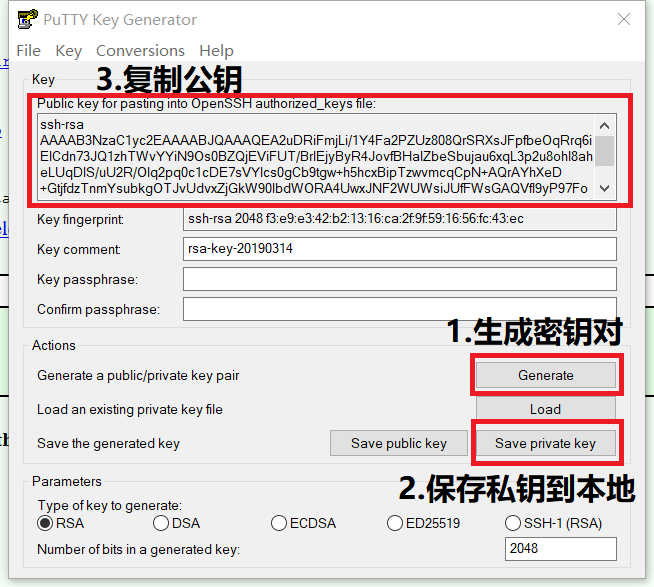 PuTTY Key Generator
File Key Conversions Help
3.复制公钥
Key
Public key for pasting into OpenSSH authorized_keys file:
ssh-rsa
AAAAB3NzaC1yc2EAAAABJQAAAQEA2uDRiFmjLi/1Y4Fa2PZUz808QrSRXsJFpfbeOqRrq6i
ElCdn73JQ1zhTWvYYiN9Os0BZQjEViFUT/BrlEjyByR4JovfBHalZbeSbujau6xqL3p2u8ohl8ah
eLUqDlS/uU2R/Olq2pq0c1cDE7sVYlcs0gCb9tgw+h5hcxBipTzwvmcqCpN+AQrAYhXeD
+GtjfdzTnmYsubkgOTJvUdvxZjGkW90lbdWORA4UwxJNF2WUWsiJUfFWsGAQVfl9yP97Fo
Key fingerprint: ssh-rsa 2048 f3:e9:e3:42:b2:13:16:ca:2f:9f:59:16:56:fc:43:ec
Key comment: rsa-key-20190314
Key passphrase:
Confirm passphrase:
1.生成密钥对
Actions
Generate a public/private key pair Generate
Load an existing private key file Load
Save the generated key Save public key Save private key
2.保存私钥到本地
Parameters
Type of key to generate:
RSA DSA ECDSA ED25519 SSH-1 (RSA)
Number of bits in a generated key: 2048